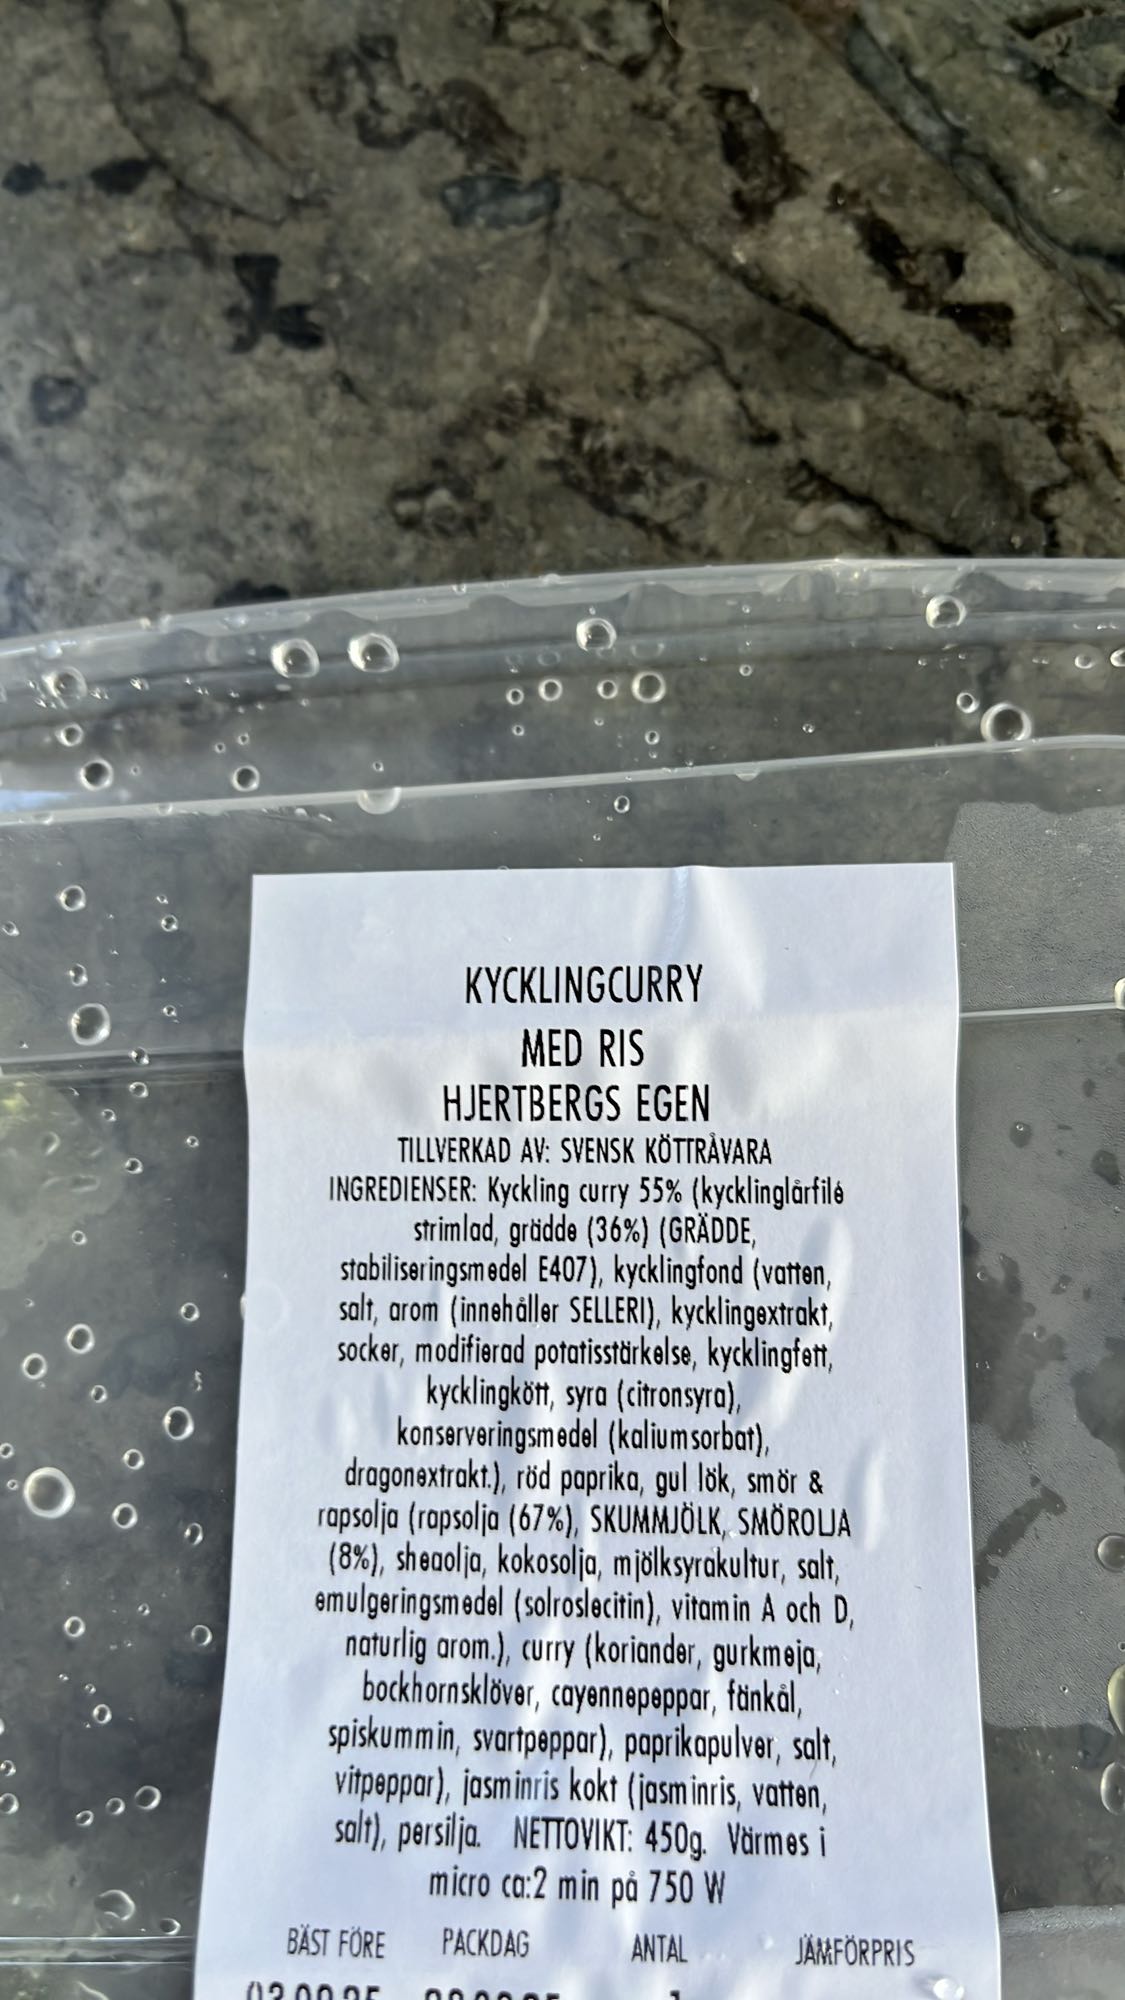 KYCKLINGCURRY
MED RIS
HJERTBERGS EGEN
TILLVERKAD AV: SVENSK KÖTTRÅVARA
INGREDIENSER: Kyckling curry 55% (kycklinglårfilé
strimlad, grädde (36%) (GRÄDDE,
stabiliseringsmedel E407), kycklingfond (vatten,
salt, arom (innehåller SELLERI), kycklingextrakt,
socker, modifierad potatisstärkelse, kycklingfett,
kycklingkött, syra (citronsyra),
konserveringsmedel (kaliumsorbat),
dragonextrakt.), röd paprika, gul lök, smör &
rapsolja (rapsolja (67%), SKUMMJÖLK, SMÖROLJA
(8%), sheaolja, kokosolja, mjölksyrakultur, salt,
emulgeringsmedel (solroslecitin), vitamin A och D,
naturlig arom.), curry (koriander, gurkmeja,
bockhornsklöver, cayennepeppar, fänkål,
spiskummin, svartpeppar), paprikapulver, salt,
vitpeppar), jasminris kokt (jasminris, vatten,
salt), persilja. NETTOVIKT: 450g. Värmes i
micro ca:2 min på 750 W
BÄST FÖRE PACKDAG ANTAL JÄMFÖRPRIS